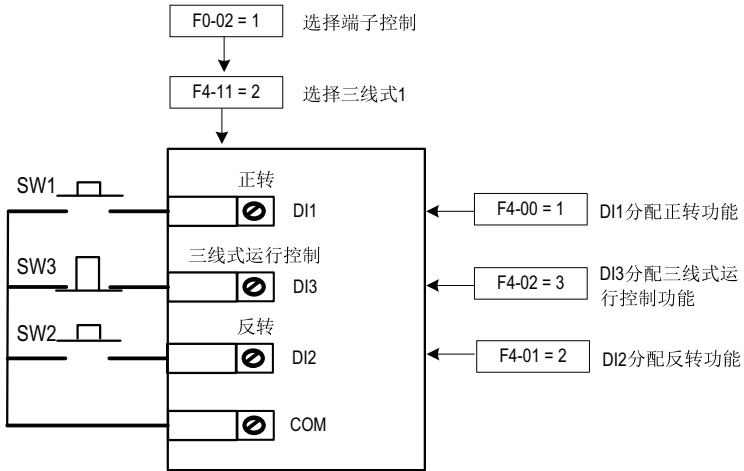 F0-02 = 1 选择端子控制
F4-11 = 2 选择三线式1
SW1
正转
DI1
F4-00 = 1 DI1分配正转功能
SW3
三线式运行控制
DI3
F4-02 = 3
DI3分配三线式运
行控制功能
SW2
反转
DI2
F4-01 = 2 DI2分配反转功能
COM